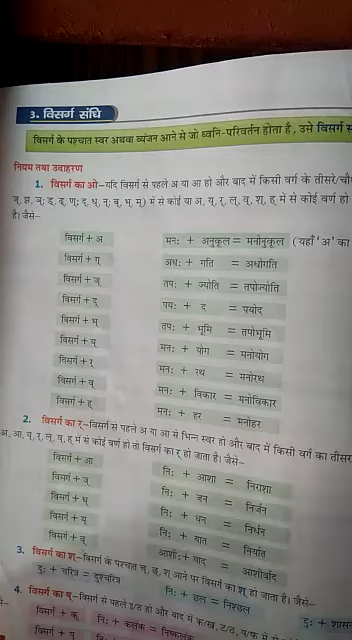 3. विसर्ग संधि
विसर्ग के पश्चात स्वर अथवा व्यंजन आने से जो ध्वनि-परिवर्तन होता है, उसे विसर्ग
नियम तथा उदाहरण
1. विसर्ग का ओ–यदि विसर्ग से पहले अ या आ हो और बाद में किसी वर्ग के तीसरे/चौ
ज्, झ, ञ; ड्, ढ्, ण्; द्, ध्, न्; ब्, भ्, म्) में से कोई या अ, य्, र्, ल्, व्, श्, ह् में से कोई वर्ण हो
है। जैसे–
विसर्ग + अ मनः + अनुकूल = मनोनुकूल (यहाँ 'अ' का
विसर्ग + ग् अधः + गति = अधोगति
विसर्ग + ज् तपः + ज्योति = तपोज्योति
विसर्ग + द् पयः + द = पयोद
विसर्ग + भ् तपः + भूमि = तपोभूमि
विसर्ग + य् मनः + योग = मनोयोग
विसर्ग + र् मनः + रथ = मनोरथ
विसर्ग + व् मनः + विकार = मनोविकार
विसर्ग + ह् मनः + हर = मनोहर
2. विसर्ग का र्–विसर्ग से पहले अ या आ से भिन्न स्वर हो और बाद में किसी वर्ग का तीसर
अ, आ, य्, र्, ल्, व्, ह् में से कोई वर्ण हो तो विसर्ग का र् हो जाता है। जैसे–
विसर्ग + आ निः + आशा = निराशा
विसर्ग + ज् निः + जन = निर्जन
विसर्ग + ध् निः + धन = निर्धन
विसर्ग + य् निः + यात = निर्यात
विसर्ग + व् आशीः + वाद = आशीर्वाद
3. विसर्ग का श्–विसर्ग के पश्चात् च्, छ्, श् आने पर विसर्ग का श् हो जाता है। जैसे–
दुः + चरित्र = दुश्चरित्र निः + छल = निश्छल दुः + शास
4. विसर्ग का ष्–विसर्ग से पहले इ/उ हो और बाद में क/ख, ट/ठ, प/फ में से
विसर्ग + क् निः + कलंक = निष्कलंक